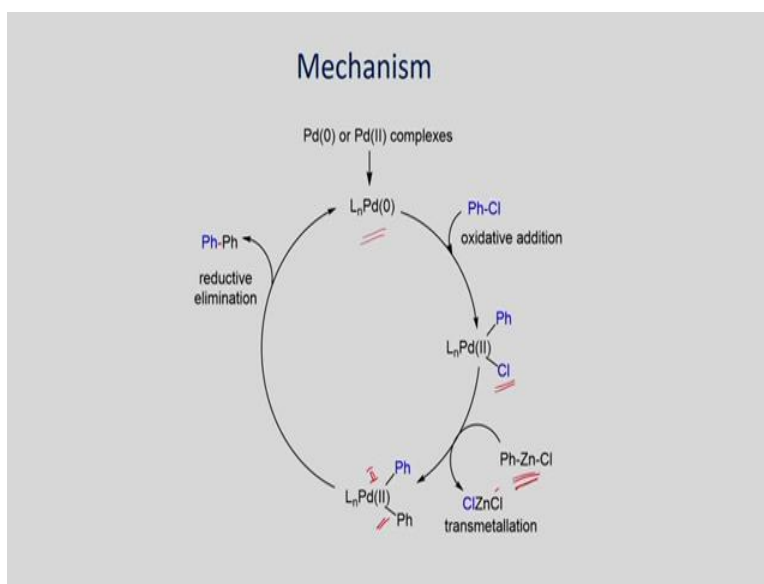 Mechanism
Pd(0) or Pd(II) complexes
LnPd(0)
Ph-Cl
oxidative addition
Ph-Ph
reductive
elimination
Ph
LnPd(II)
Cl
Ph-Zn-Cl
ClZnCl
transmetallation
II
Ph
LnPd(II)
Ph